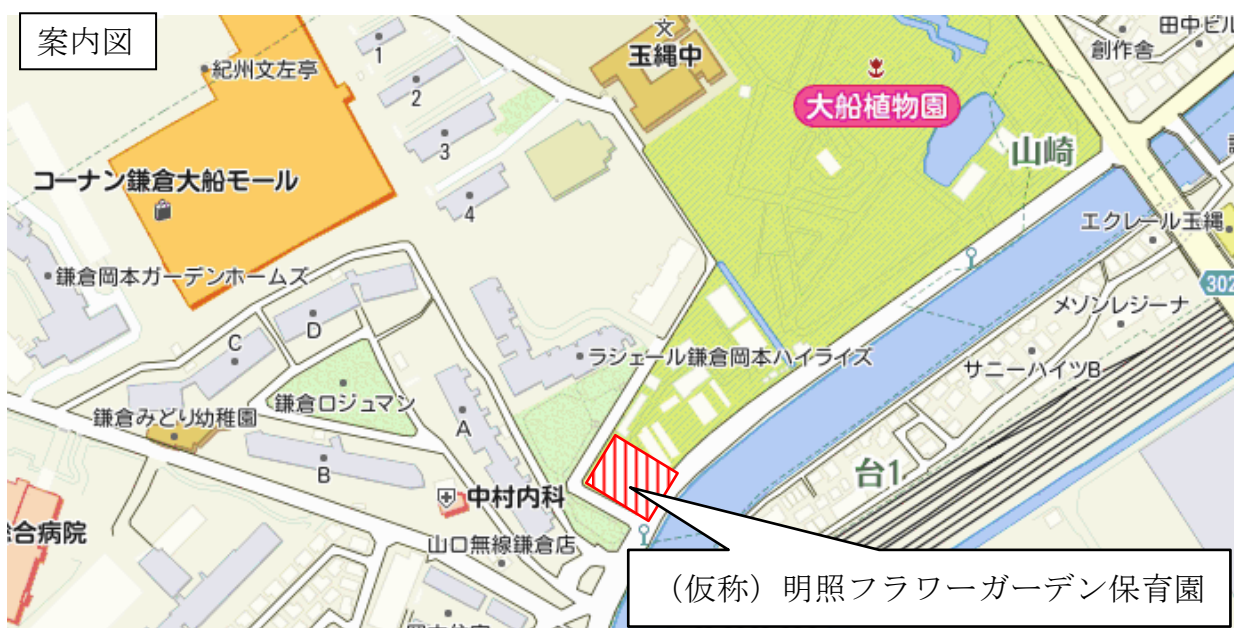 案内図
紀州文左亭
1
2
3
4
玉縄中
大船植物園
田中ビル
創作舎
山崎
コーナン鎌倉大船モール
エクレール玉縄
鎌倉岡本ガーデンホームズ
302
メゾンレジーナ
D
C
ラシェール鎌倉岡本ハイライズ
サニーハイツB
鎌倉みどり幼稚園
鎌倉ロジュマン
A
B
台1
中村内科
合病院
山口無線鎌倉店
(仮称)明照フラワーガーデン保育園